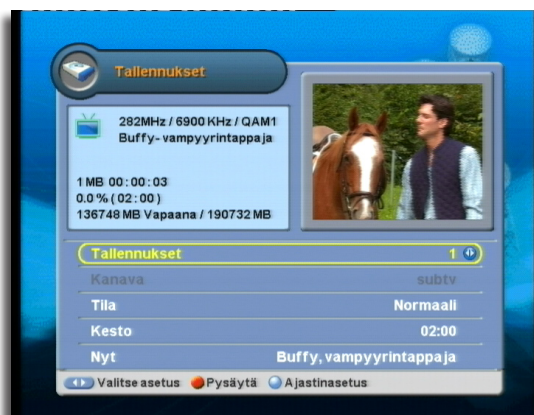 Tallennukset
282MHz / 6900 KHz / QAM1
Buffy-vampyyrintappaja
1 MB 00:00:03
0.0 % ( 02 : 00 )
136748 MB Vapaana / 190732 MB
Tallennukset 1
Kanava subtv
Tila Normaali
Kesto 02:00
Nyt Buffy, vampyyrintappaja
Valitse asetus Pysäytä Ajastinasetus